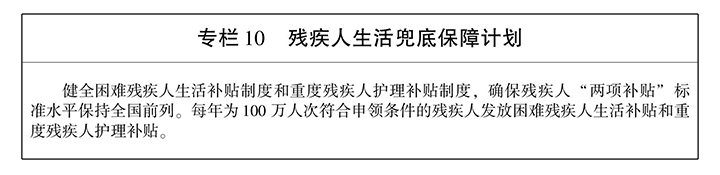 专栏 10 残疾人生活兜底保障计划
健全困难残疾人生活补贴制度和重度残疾人护理补贴制度，确保残疾人“两项补贴”标
准水平保持全国前列。每年为 100 万人次符合申领条件的残疾人发放困难残疾人生活补贴和重
度残疾人护理补贴。